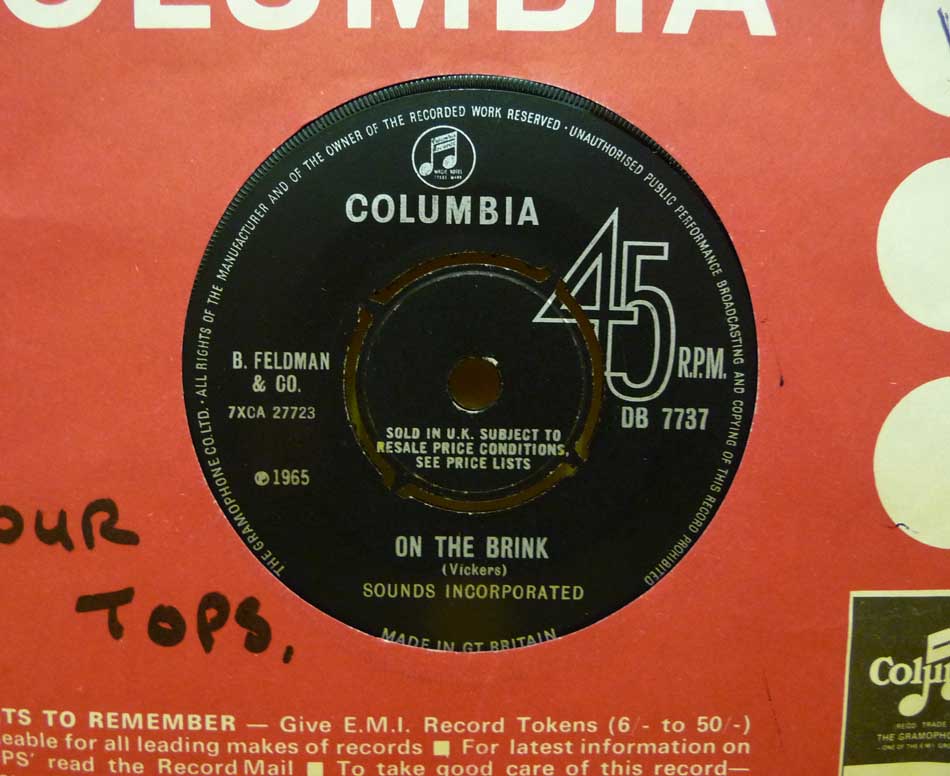 COLUMBIA
THE GRAMOPHONE CO. LTD. · ALL RIGHTS OF THE MANUFACTURER AND OF THE OWNER OF THE RECORDED WORK RESERVED · UNAUTHORISED PUBLIC PERFORMANCE BROADCASTING AND COPYING OF THIS RECORD PROHIBITED
MAGIC NOTES
TRADE MARK
COLUMBIA
45
R.P.M.
B. FELDMAN
& CO.
7XCA 27723
DB 7737
SOLD IN U.K. SUBJECT TO
RESALE PRICE CONDITIONS,
SEE PRICE LISTS
℗ 1965
ON THE BRINK
(Vickers)
SOUNDS INCORPORATED
MADE IN GT BRITAIN
OUR
TOPS,
Colu
THE GRAMOPHO
TS TO REMEMBER — Give E.M.I. Record Tokens (6/- to 50/-)
eable for all leading makes of records ■ For latest information on
PS' read the Record Mail ■ To take good care of this record—